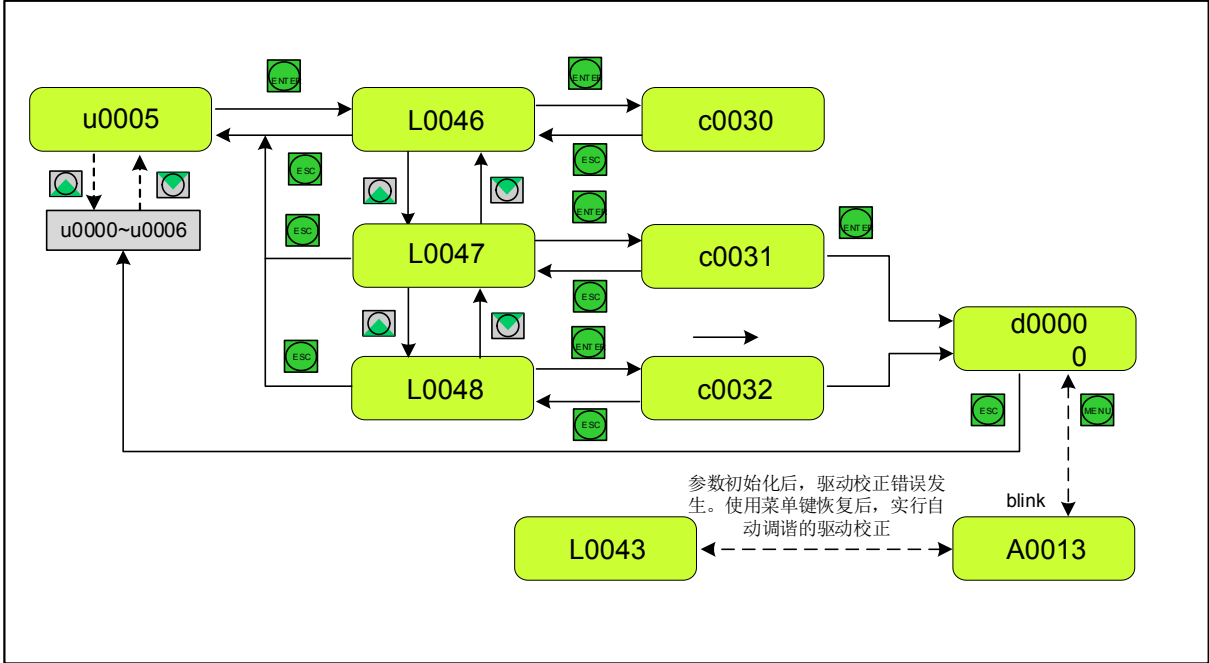 ENTER
ENTER
u0005
L0046
c0030
ESC
ESC
ENTER
u0000~u0006
ESC
L0047
c0031
ENTER
ESC
ENTER
ESC
L0048
c0032
d0000
0
ESC
ESC
MENU
参数初始化后，驱动校正错误发
生。使用菜单键恢复后，实行自
动调谐的驱动校正
blink
L0043
A0013